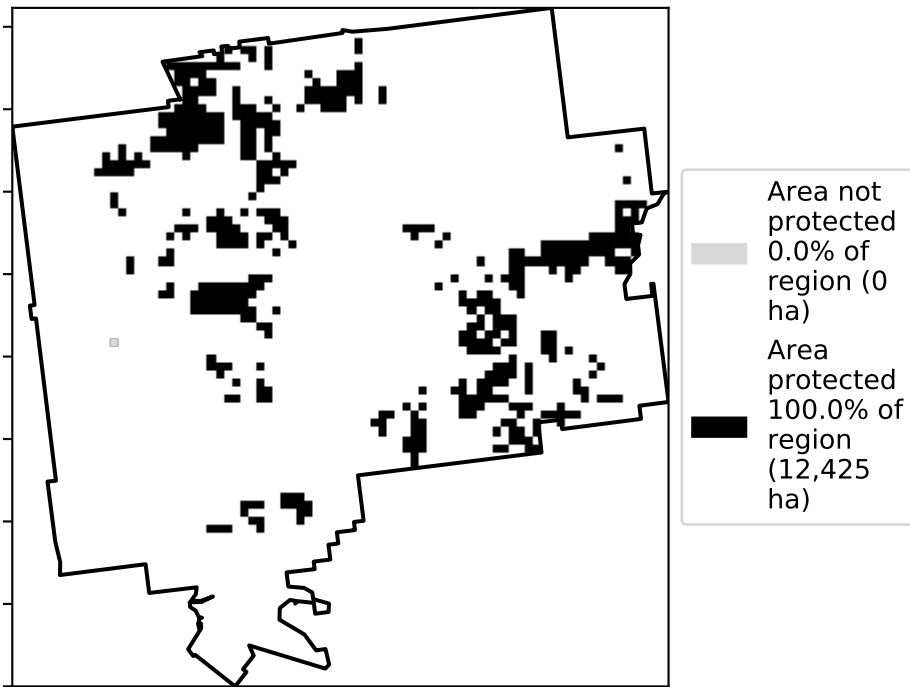 Area not
protected
0.0% of
region (0
ha)
Area
protected
100.0% of
region
(12,425
ha)